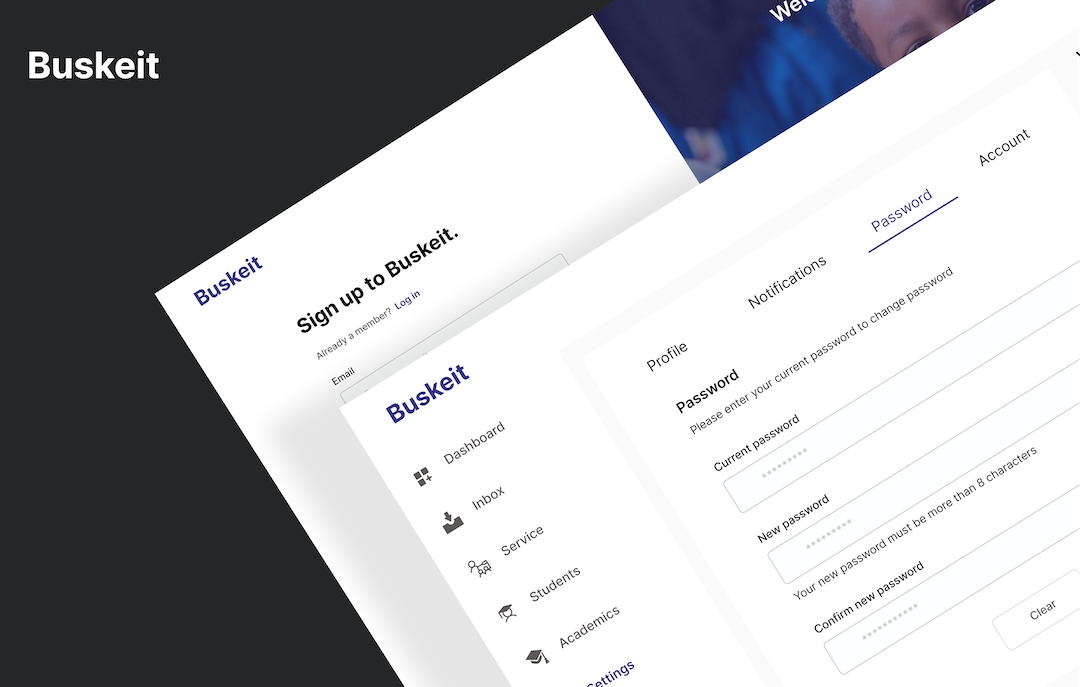 Buskeit
Buskeit
Sign up to Buskeit.
Already a member? Log in
Email
Buskeit
Dashboard
Inbox
Service
Students
Academics
Settings
Profile
Notifications
Password
Account
Password
Please enter your current password to change password
Current password
*********
New password
*********
Your new password must be more than 8 characters
Confirm new password
***********
Clear